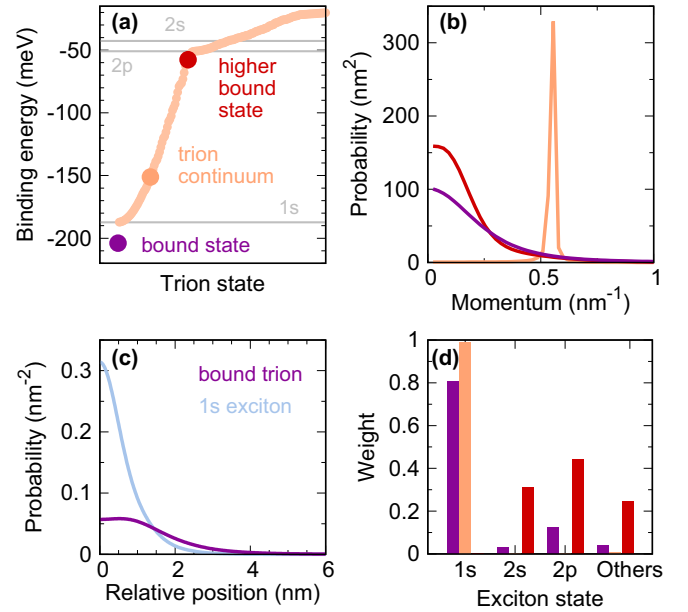 (a)
2s
2p
higher
bound
state
trion
continuum
1s
bound state
-50
-100
-150
-200
Binding energy (meV)
Trion state
(b)
300
200
100
0
Probability (nm²)
0 0.5 1
Momentum (nm⁻¹)
(c)
bound trion
1s exciton
0.3
0.2
0.1
0
Probability (nm⁻²)
0 2 4 6
Relative position (nm)
(d)
1
0.8
0.6
0.4
0.2
0
Weight
1s 2s 2p Others
Exciton state